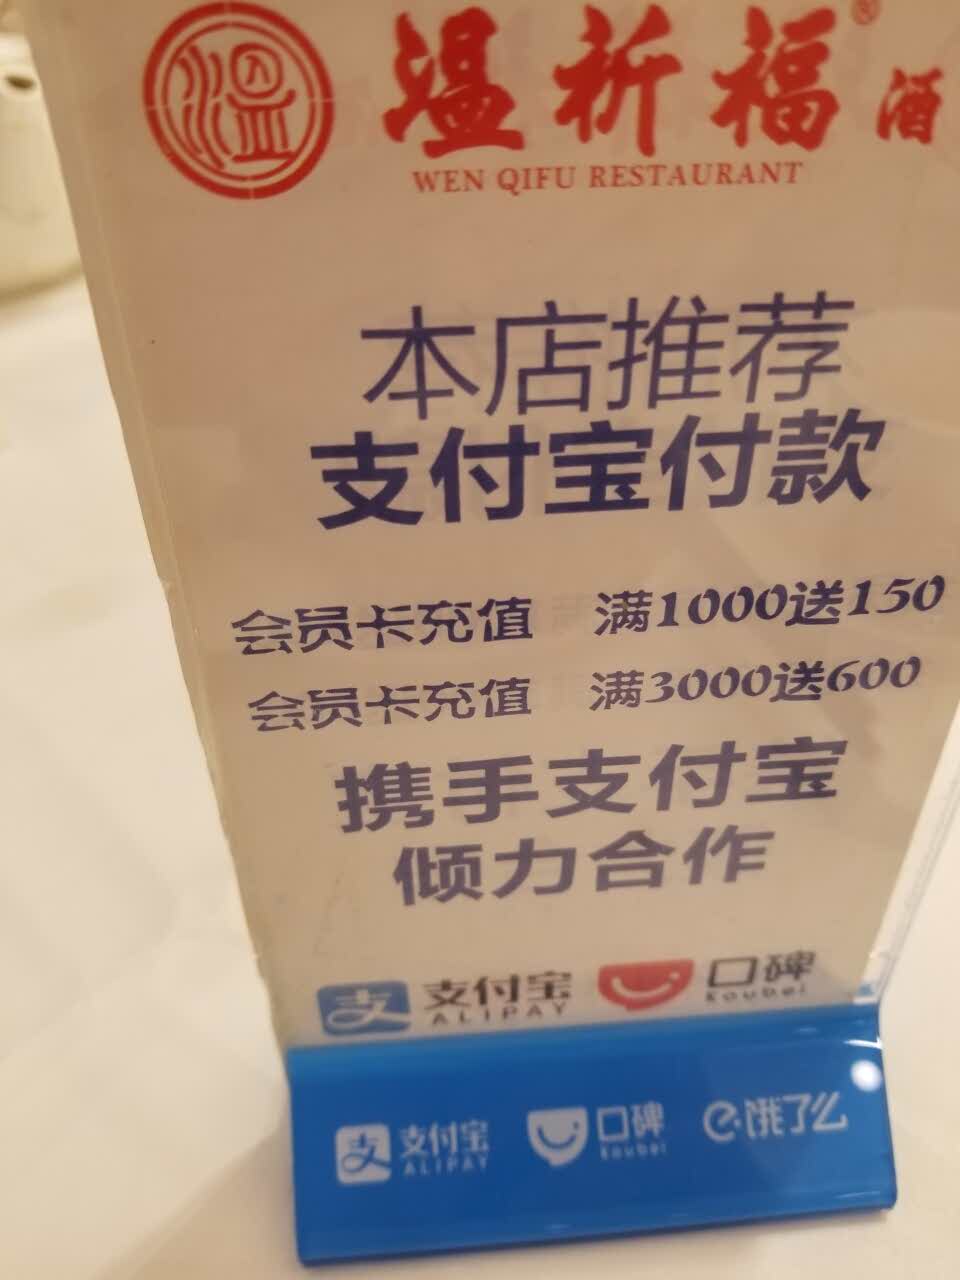 温祈福® 酒
WEN QIFU RESTAURANT
本店推荐
支付宝付款
会员卡充值 满1000送150
会员卡充值 满3000送600
携手支付宝
倾力合作
支 支付宝 口碑
ALIPAY koubei
支 支付宝 口碑 饿了么
ALIPAY koubei